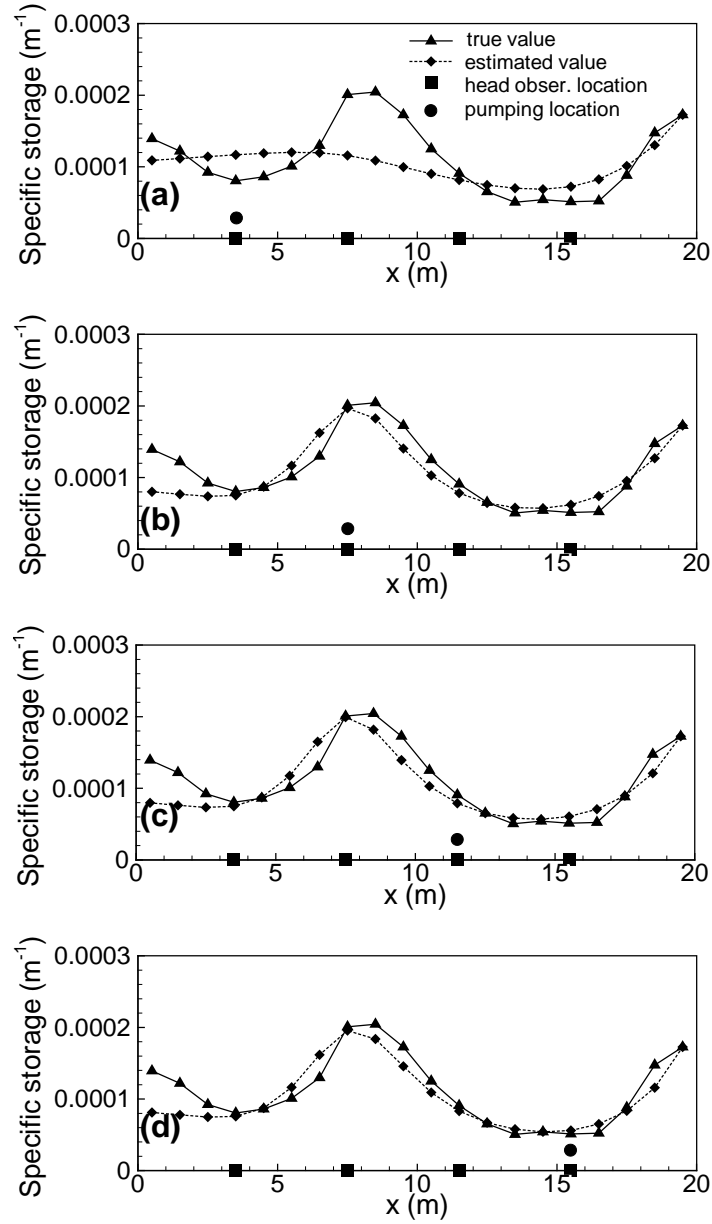 0.0003
true value
estimated value
head obser. location
pumping location
0.0002
0.0001
0
Specific storage (m⁻¹)
(a)
0 5 10 15 20
x (m)
0.0003
0.0002
0.0001
0
Specific storage (m⁻¹)
(b)
0 5 10 15 20
x (m)
0.0003
0.0002
0.0001
0
Specific storage (m⁻¹)
(c)
0 5 10 15 20
x (m)
0.0003
0.0002
0.0001
0
Specific storage (m⁻¹)
(d)
0 5 10 15 20
x (m)